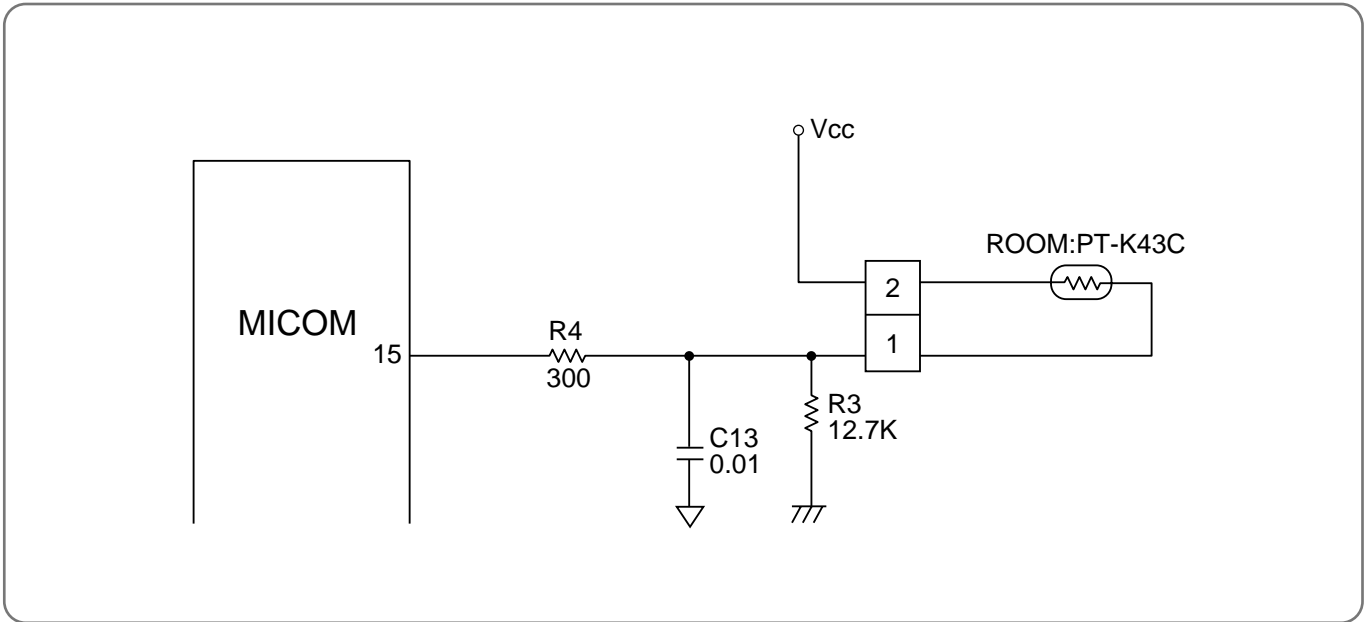 Vcc
ROOM:PT-K43C
2
MICOM
R4
1
15
300
R3
12.7K
C13
0.01